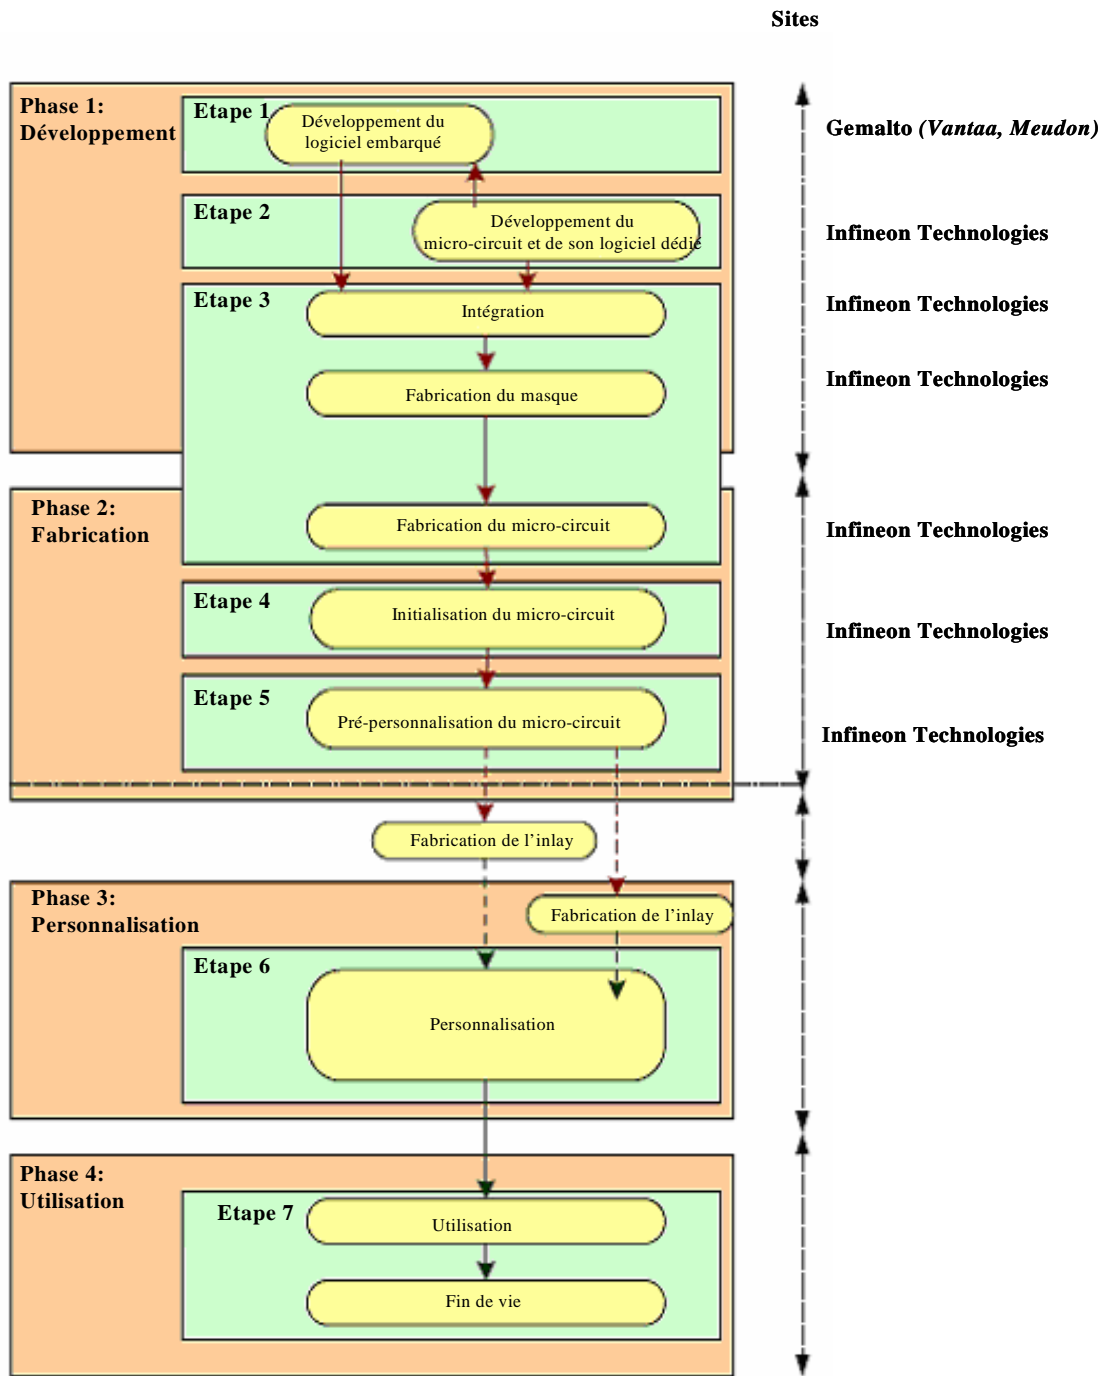 Sites
Phase 1:
Développement
Etape 1
Développement du
logiciel embarqué
Gemalto (Vantaa, Meudon)
Etape 2
Développement du
micro-circuit et de son logiciel dédié
Infineon Technologies
Etape 3
Intégration
Infineon Technologies
Fabrication du masque
Infineon Technologies
Phase 2:
Fabrication
Fabrication du micro-circuit
Infineon Technologies
Etape 4
Initialisation du micro-circuit
Infineon Technologies
Etape 5
Pré-personnalisation du micro-circuit
Infineon Technologies
Fabrication de l’inlay
Phase 3:
Personnalisation
Fabrication de l’inlay
Etape 6
Personnalisation
Phase 4:
Utilisation
Etape 7
Utilisation
Fin de vie